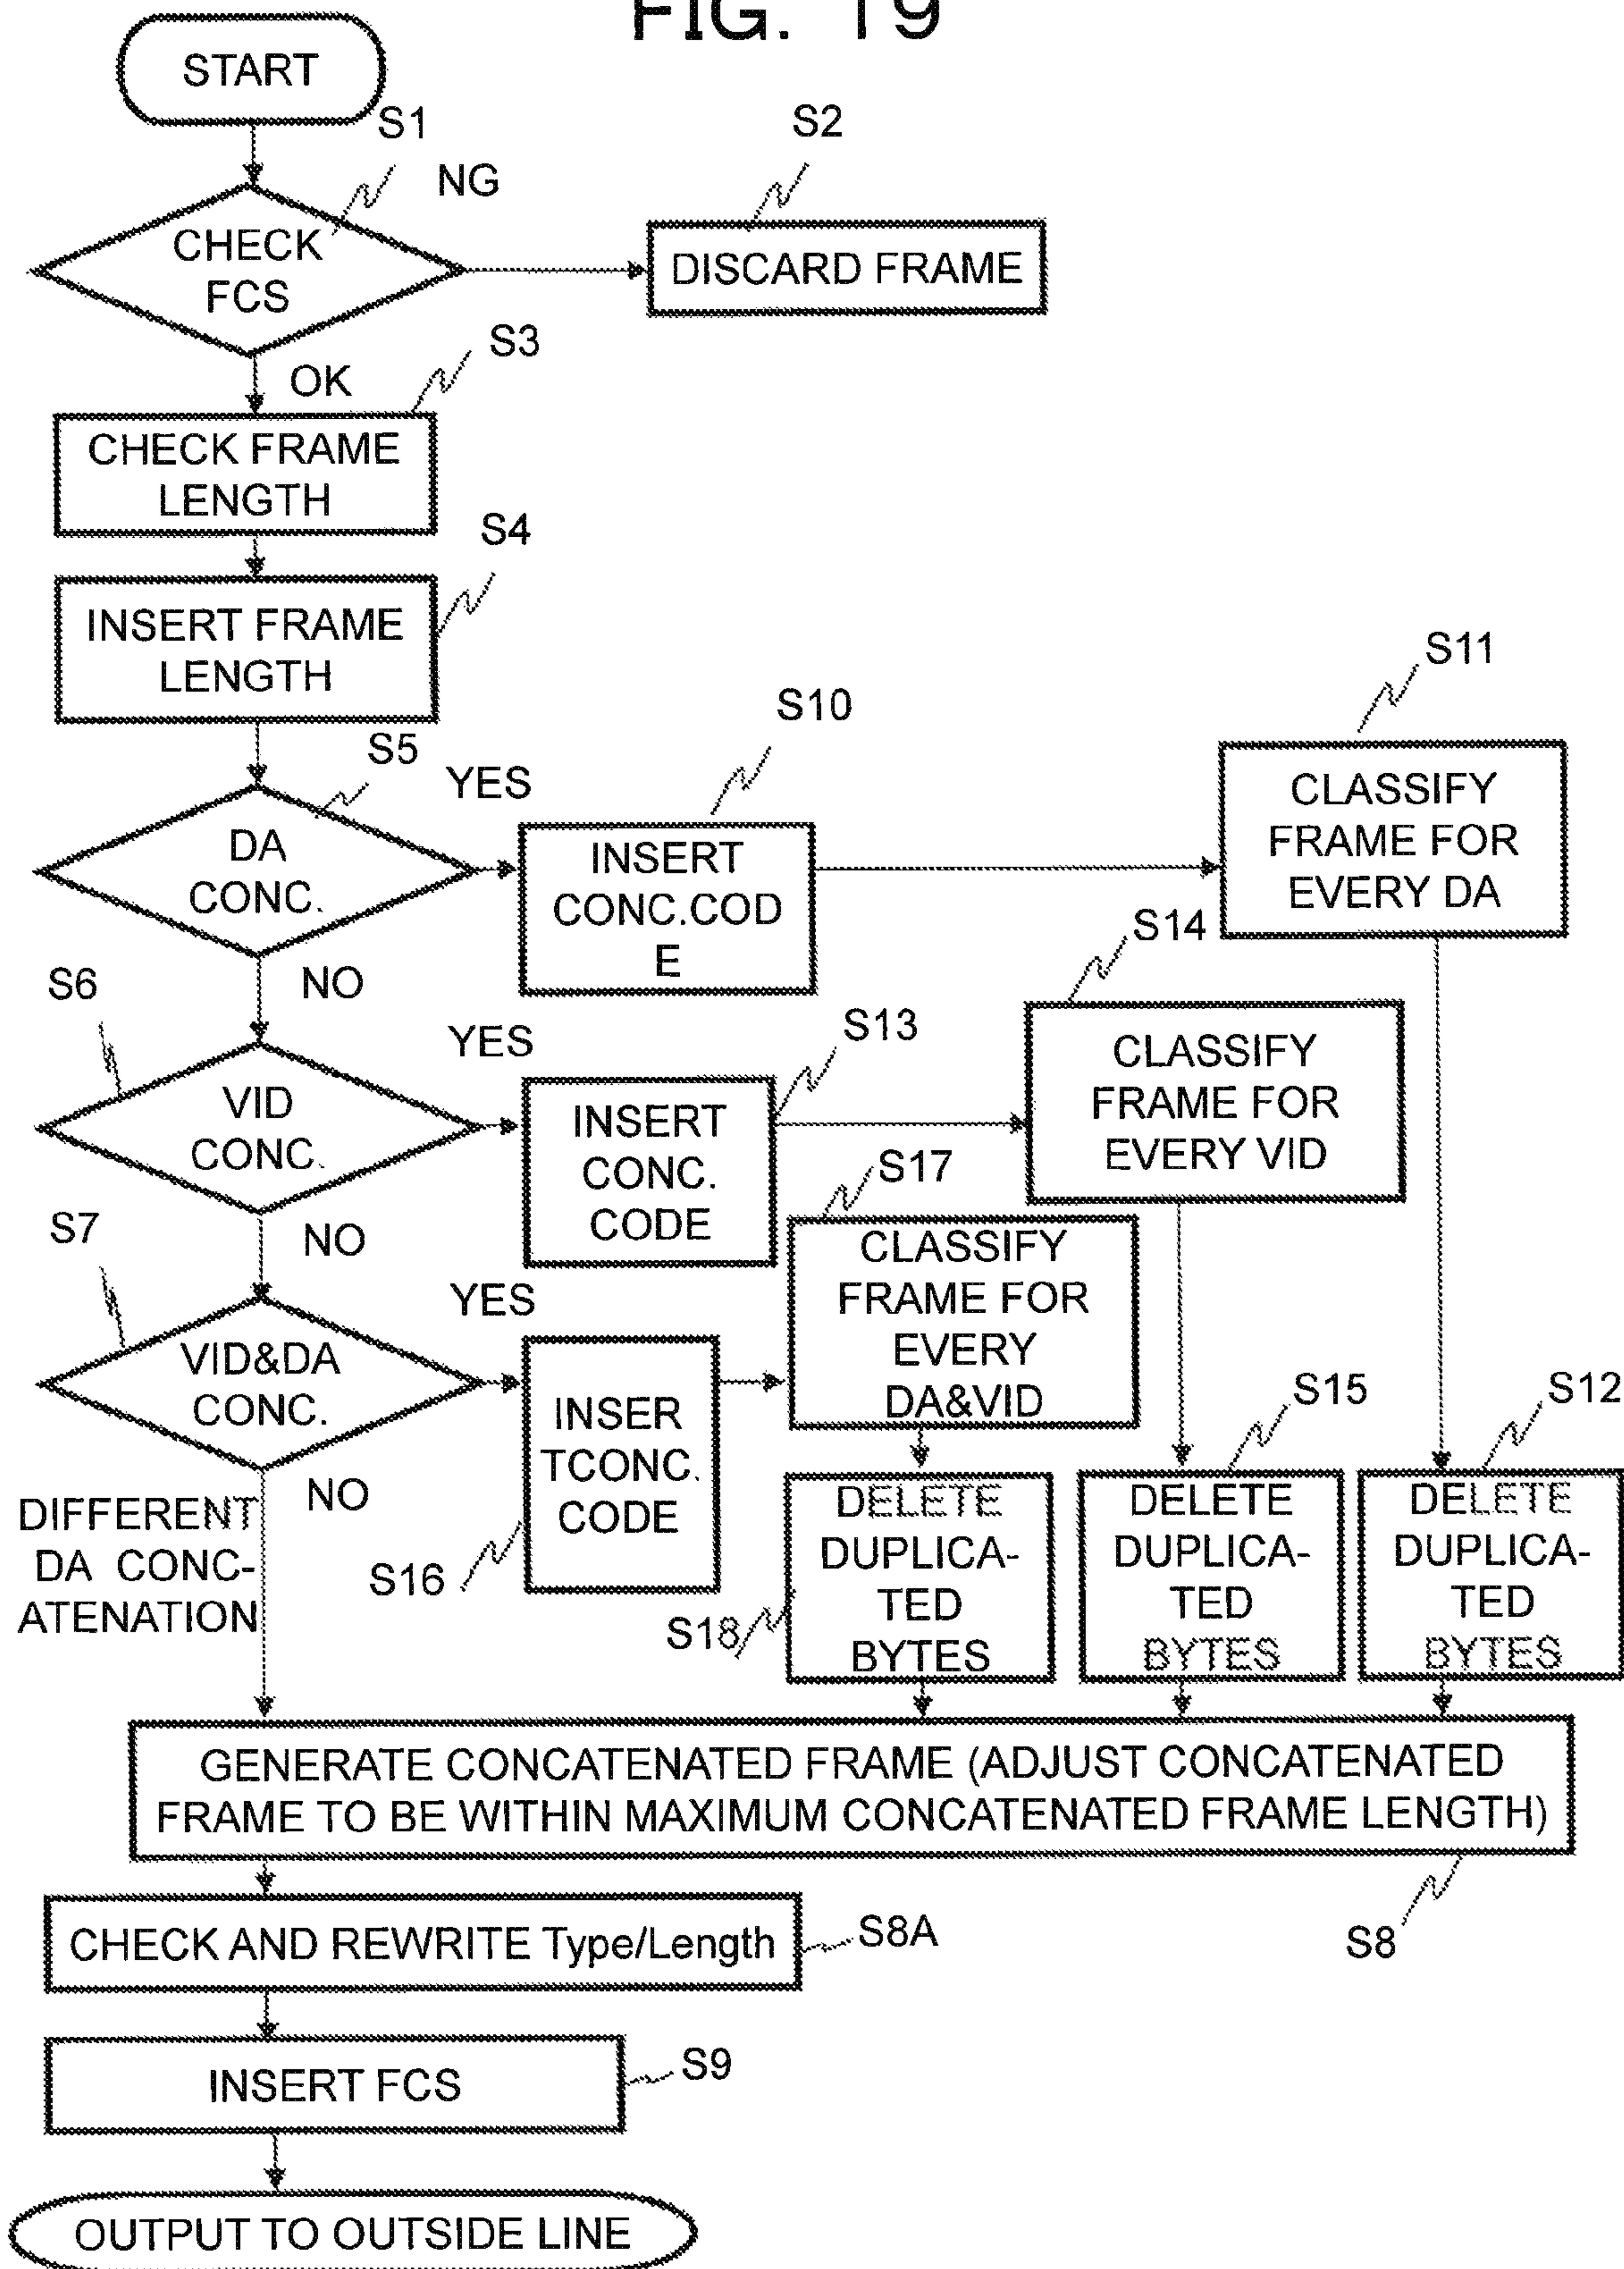 FIG. 19
START
S1
NG
S2
CHECK
FCS
DISCARD FRAME
S3
OK
CHECK FRAME
LENGTH
S4
INSERT FRAME
LENGTH
S11
S10
S5
YES
CLASSIFY
FRAME FOR
EVERY DA
DA
CONC.
INSERT
CONC.COD
E
S14
S6
NO
YES
S13
CLASSIFY
FRAME FOR
EVERY VID
VID
CONC.
INSERT
CONC.
CODE
S17
S7
NO
CLASSIFY
FRAME FOR
EVERY
DA&VID
YES
VID&DA
CONC.
INSER
TCONC.
CODE
S15
S12
NO
DIFFERENT
DA CONC-
ATENATION
S16
DELETE
DUPLICA-
TED
BYTES
DELETE
DUPLICA-
TED
BYTES
DELETE
DUPLICA-
TED
BYTES
S18
GENERATE CONCATENATED FRAME (ADJUST CONCATENATED
FRAME TO BE WITHIN MAXIMUM CONCATENATED FRAME LENGTH)
CHECK AND REWRITE Type/Length
S8A
S8
INSERT FCS
S9
OUTPUT TO OUTSIDE LINE